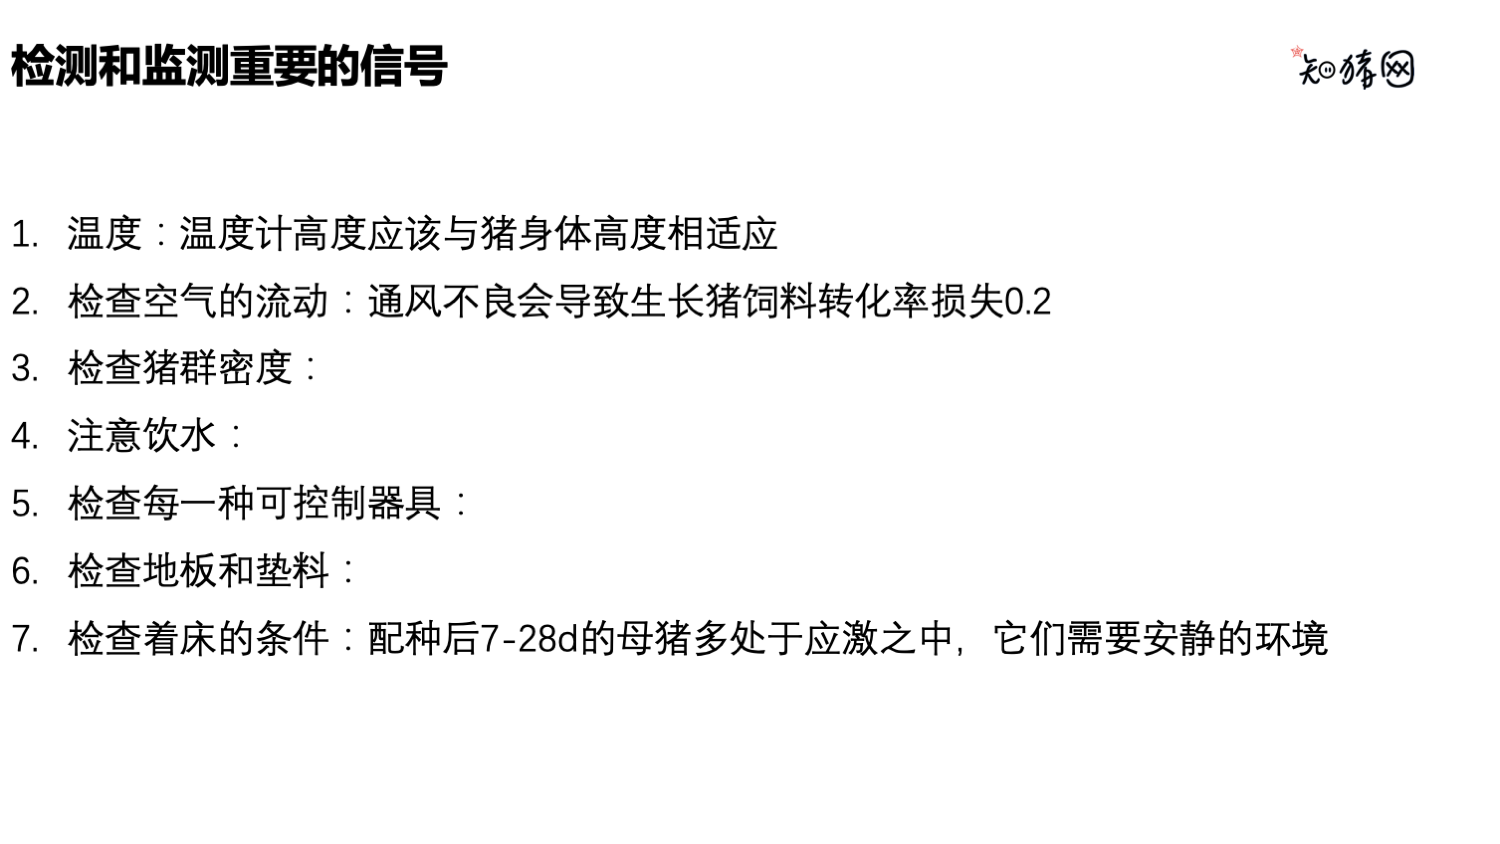 检测和监测重要的信号
知猪网
1. 温度：温度计高度应该与猪身体高度相适应
2. 检查空气的流动：通风不良会导致生长猪饲料转化率损失0.2
3. 检查猪群密度：
4. 注意饮水：
5. 检查每一种可控制器具：
6. 检查地板和垫料：
7. 检查着床的条件：配种后7-28d的母猪多处于应激之中，它们需要安静的环境